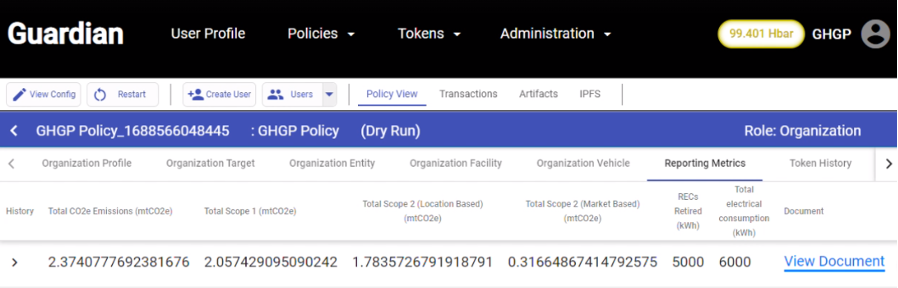 Guardian User Profile Policies Tokens Administration 99.401 Hbar GHGP
View Config Restart Create User Users Policy View Transactions Artifacts IPFS
GHGP Policy_1688566048445 : GHGP Policy (Dry Run) Role: Organization
Organization Profile Organization Target Organization Entity Organization Facility Organization Vehicle Reporting Metrics Token History
History Total CO2e Emissions (mtCO2e) Total Scope 1 (mtCO2e) Total Scope 2 (Location Based) (mtCO2e) Total Scope 2 (Market Based) (mtCO2e) RECs Retired (kWh) Total electrical consumption (kWh) Document
2.3740777692381676 2.057429095090242 1.7835726791918791 0.31664867414792575 5000 6000 View Document